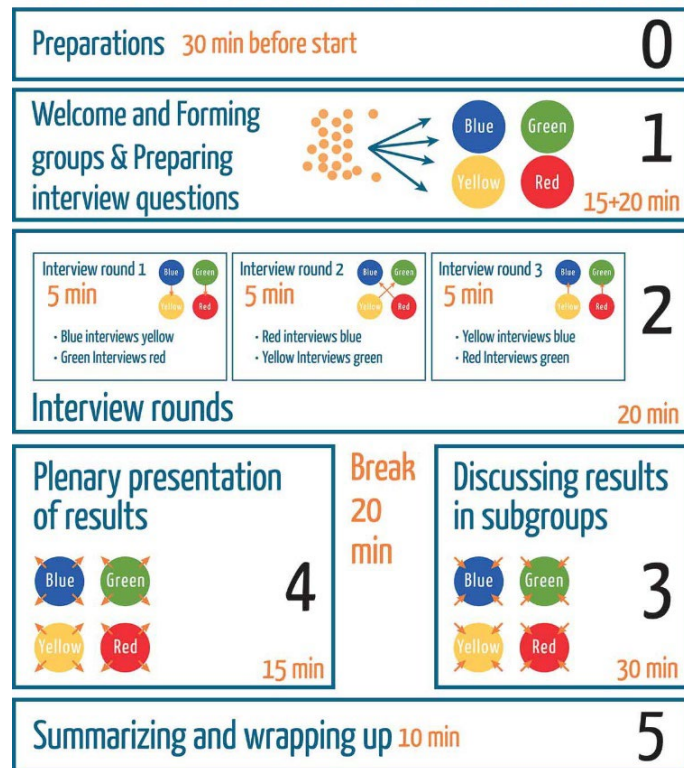 Preparations 30 min before start
0
Welcome and Forming
groups & Preparing
interview questions
Blue
Green
Yellow
Red
1
15+20 min
Interview round 1
5 min
Blue
Green
Yellow
Red
· Blue interviews yellow
· Green Interviews red
Interview round 2
5 min
Blue
Green
Yellow
Red
· Red interviews blue
· Yellow Interviews green
Interview round 3
5 min
Blue
Green
Yellow
Red
· Yellow interviews blue
· Red Interviews green
2
Interview rounds
20 min
Plenary presentation
of results
Blue
Green
Yellow
Red
4
15 min
Break
20
min
Discussing results
in subgroups
Blue
Green
Yellow
Red
3
30 min
Summarizing and wrapping up 10 min
5